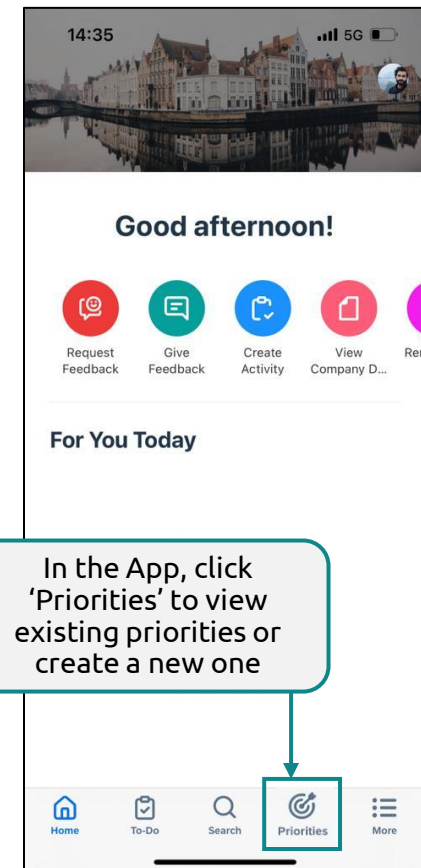 14:35
5G
Good afternoon!
Request
Feedback
Give
Feedback
Create
Activity
View
Company D...
Rer
For You Today
In the App, click
‘Priorities’ to view
existing priorities or
create a new one
Home
To-Do
Search
Priorities
More